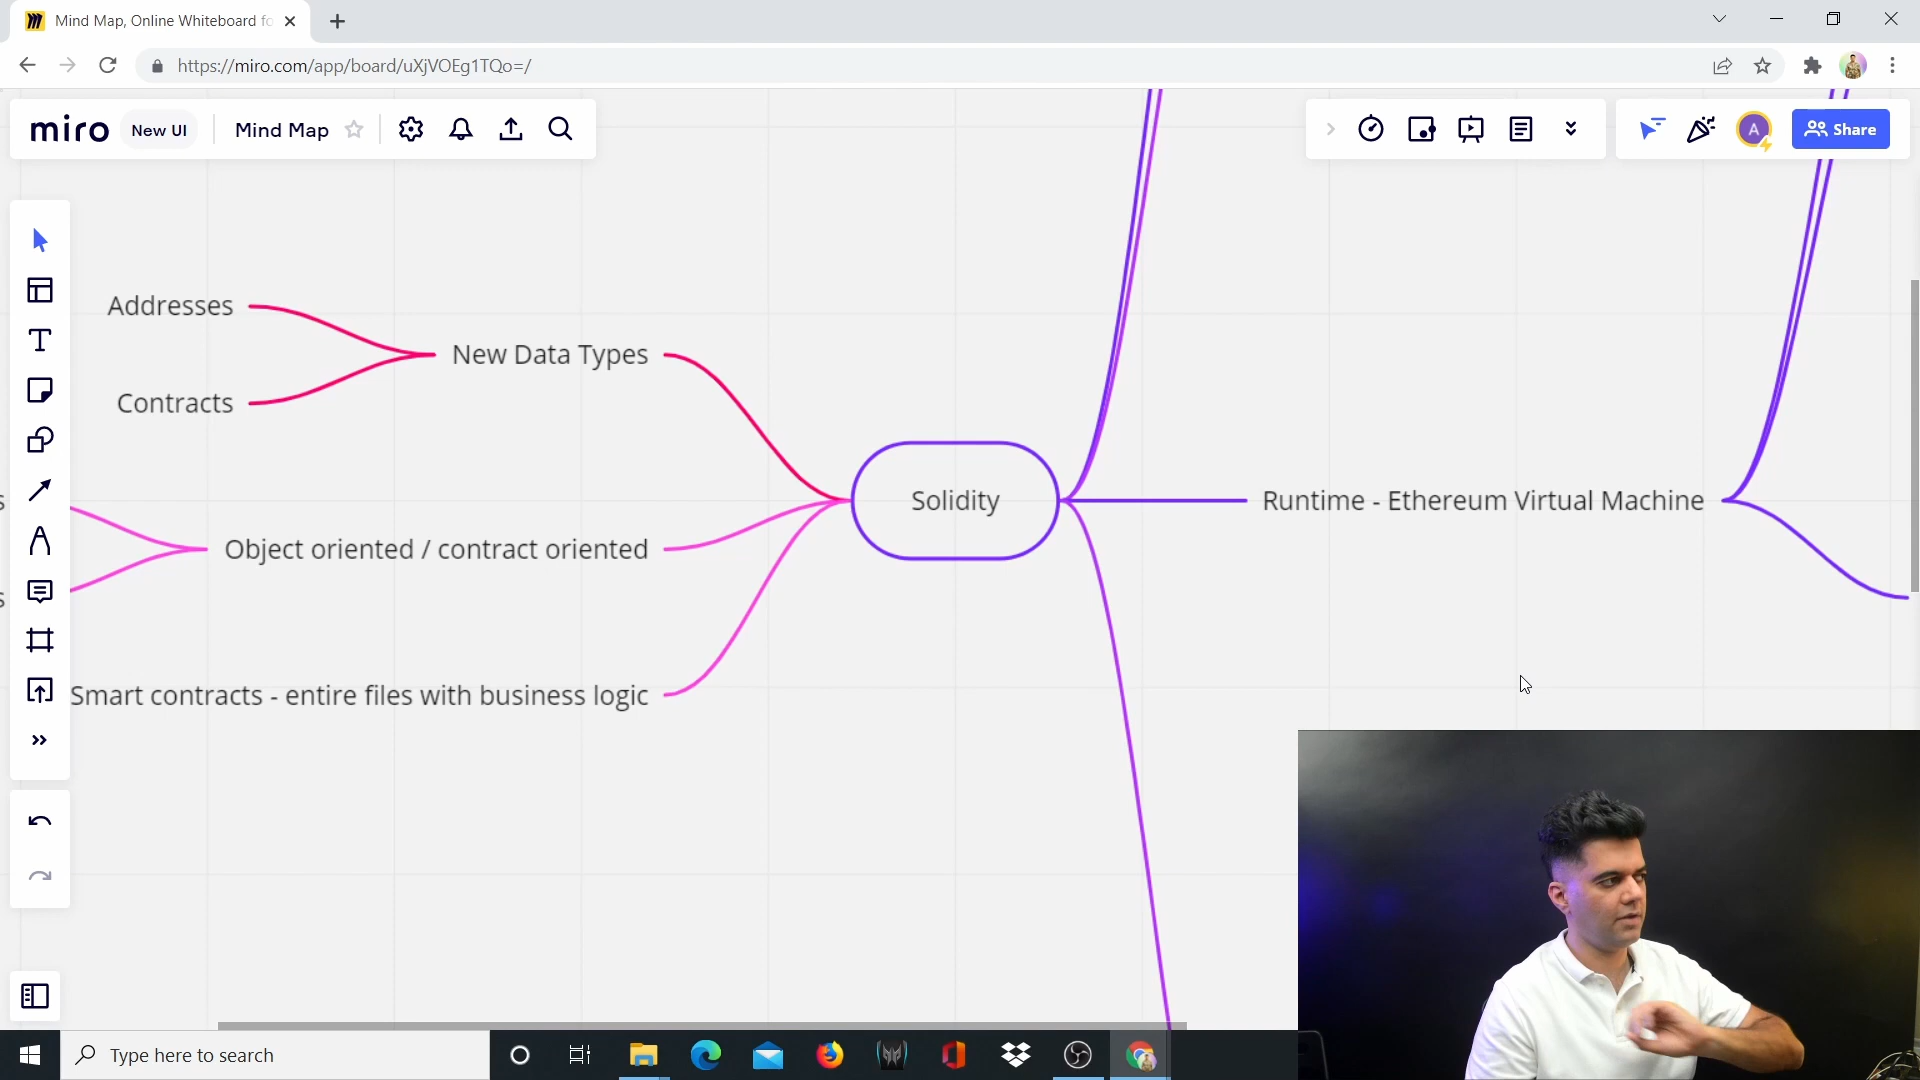 Mind Map, Online Whiteboard fo
https://miro.com/app/board/uXjVOEg1TQo=/
miro New UI Mind Map
A Share
Addresses
New Data Types
Contracts
s
Solidity
Runtime - Ethereum Virtual Machine
Object oriented / contract oriented
s
Smart contracts - entire files with business logic
Type here to search